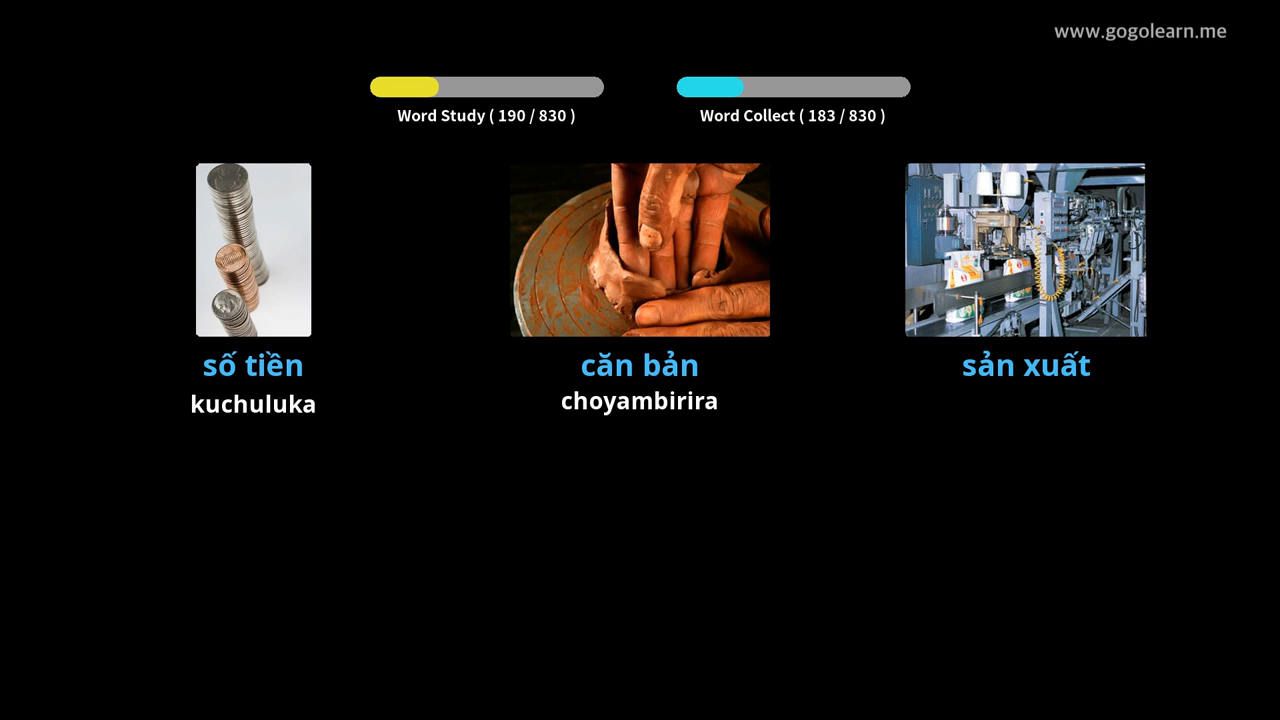 www.gogolearn.me
Word Study ( 190 / 830 )
Word Collect ( 183 / 830 )
số tiền
căn bản
sản xuất
kuchuluka
choyambirira